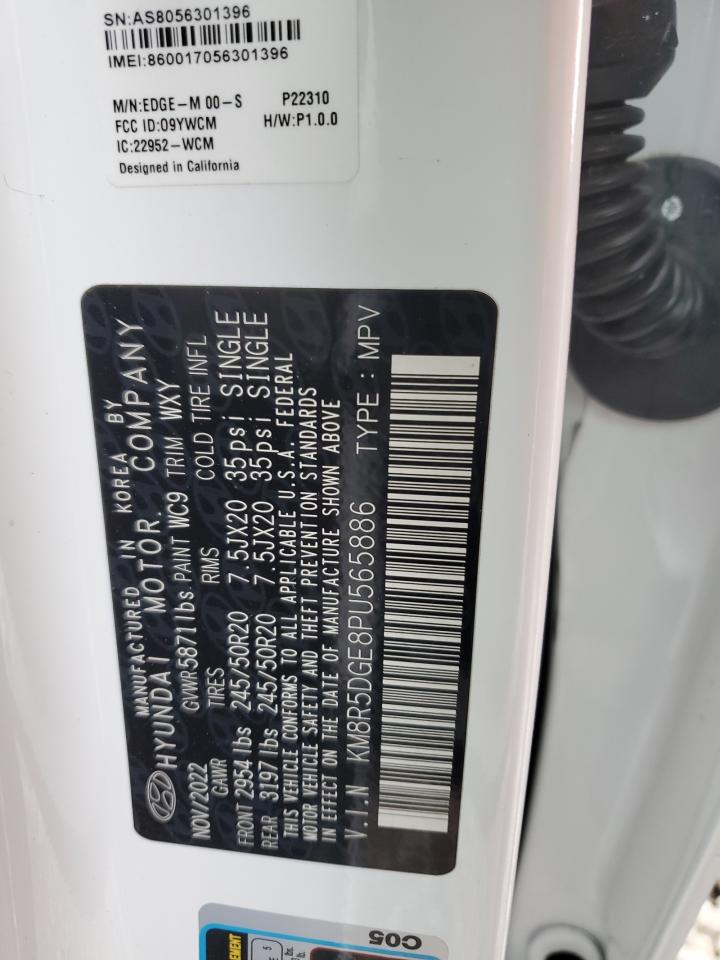 SN:AS8056301396
IMEI:860017056301396
M/N:EDGE-M 00-S P22310
FCC ID:O9YWCM H/W:P1.0.0
IC:22952-WCM
Designed in California
MANUFACTURED IN KOREA BY
HYUNDAI MOTOR COMPANY
NOV/2022 GVWR5871lbs PAINT WC9 TRIM WXY
GAWR TIRES RIMS COLD TIRE INFL
FRONT 2954 lbs 245/50R20 7.5JX20 35psi SINGLE
REAR 3197 lbs 245/50R20 7.5JX20 35psi SINGLE
THIS VEHICLE CONFORMS TO ALL APPLICABLE U.S.A. FEDERAL
MOTOR VEHICLE SAFETY AND THEFT PREVENTION STANDARDS
IN EFFECT ON THE DATE OF MANUFACTURE SHOWN ABOVE
V.I.N KM8R5DGE8PU565886 TYPE : MPV
C05